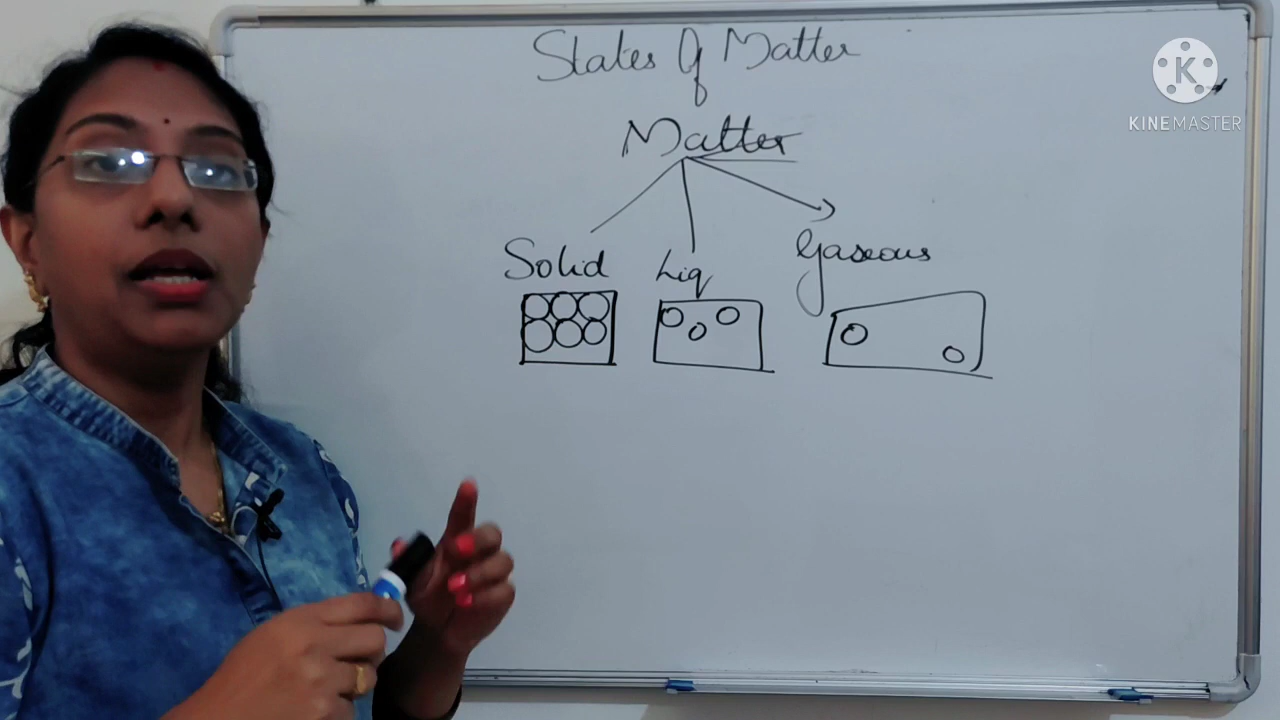 States Of Matter
Matter
Solid Liq Gaseous
K
KINEMASTER